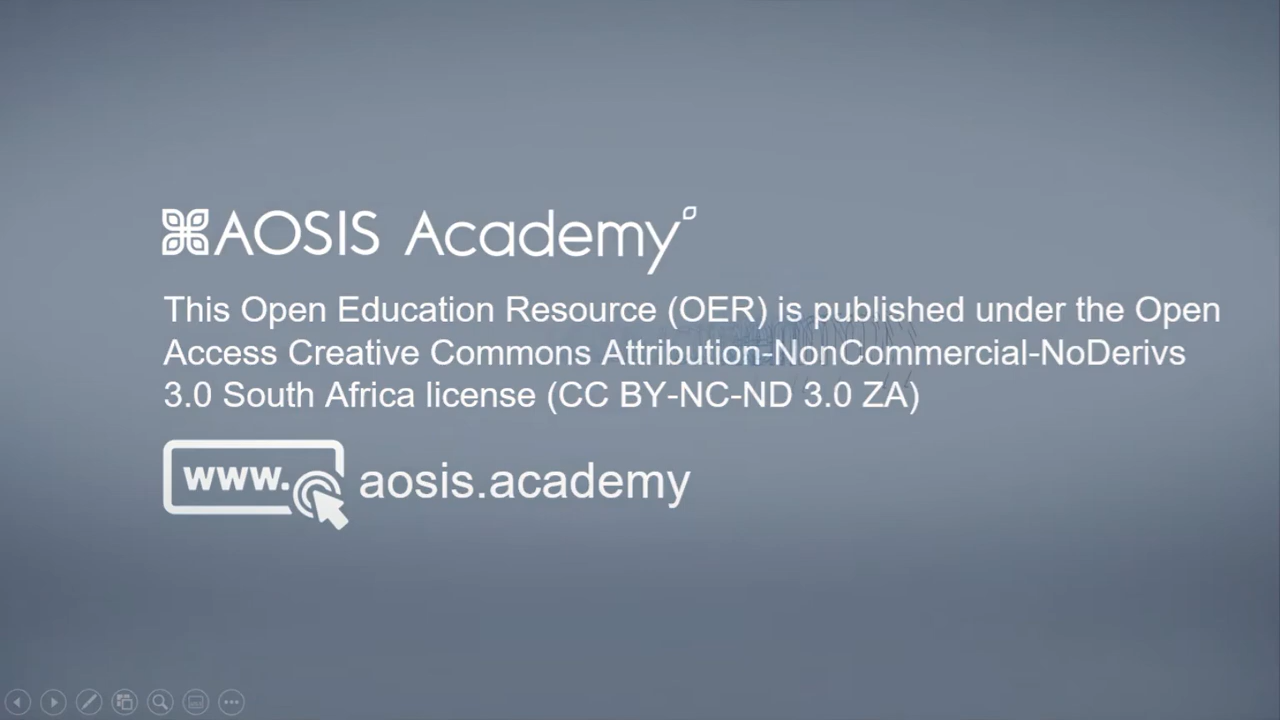 AOSIS Academy
This Open Education Resource (OER) is published under the Open
Access Creative Commons Attribution-NonCommercial-NoDerivs
3.0 South Africa license (CC BY-NC-ND 3.0 ZA)
www. aosis.academy